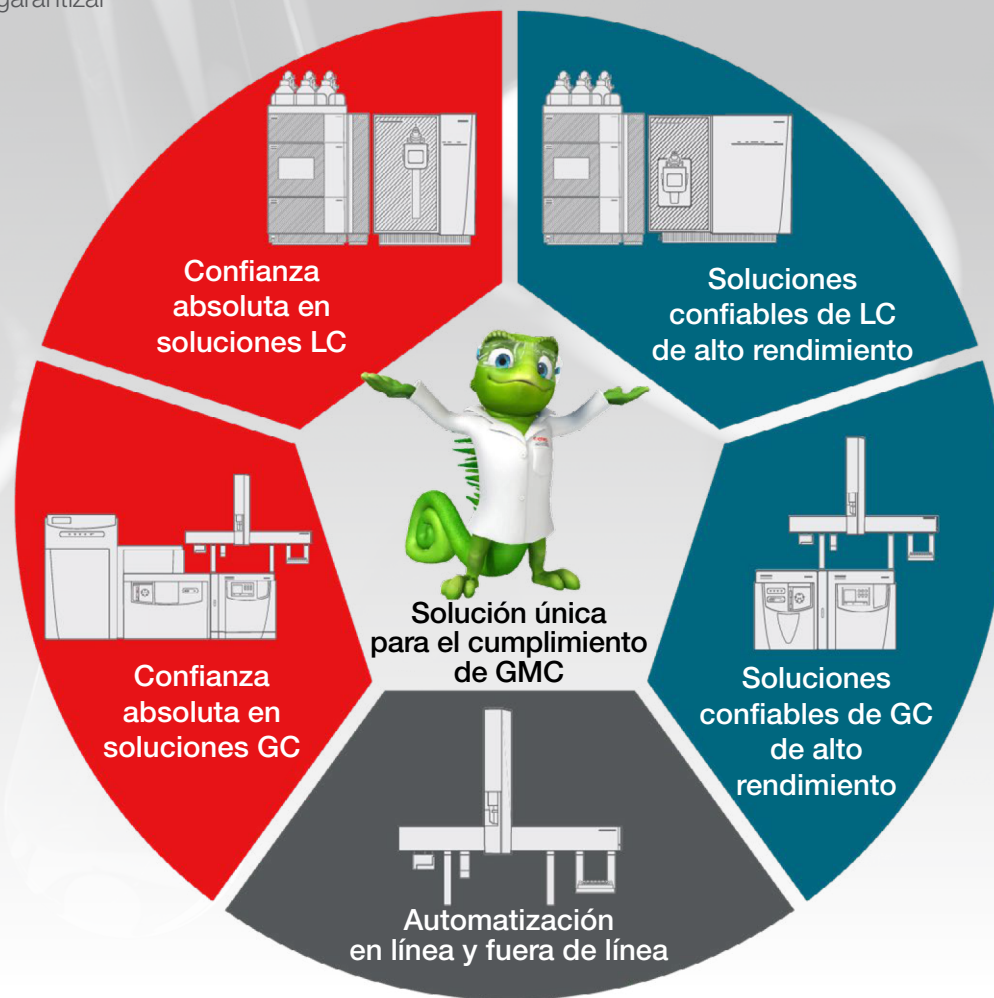 garantizar
Confianza
absoluta en
soluciones LC
Soluciones
confiables de LC
de alto rendimiento
Solución única
para el cumplimiento
de GMC
Confianza
absoluta en
soluciones GC
Soluciones
confiables de GC
de alto
rendimiento
Automatización
en línea y fuera de línea